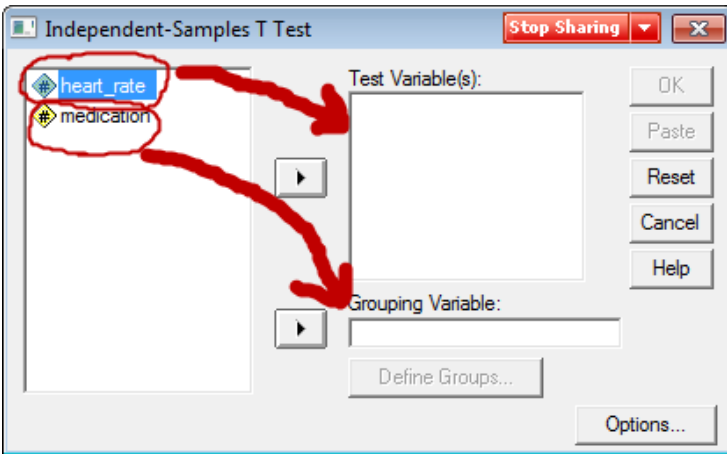 Independent-Samples T Test
Stop Sharing
heart_rate
medication
Test Variable(s):
OK
Paste
Reset
Cancel
Help
Grouping Variable:
Define Groups...
Options...